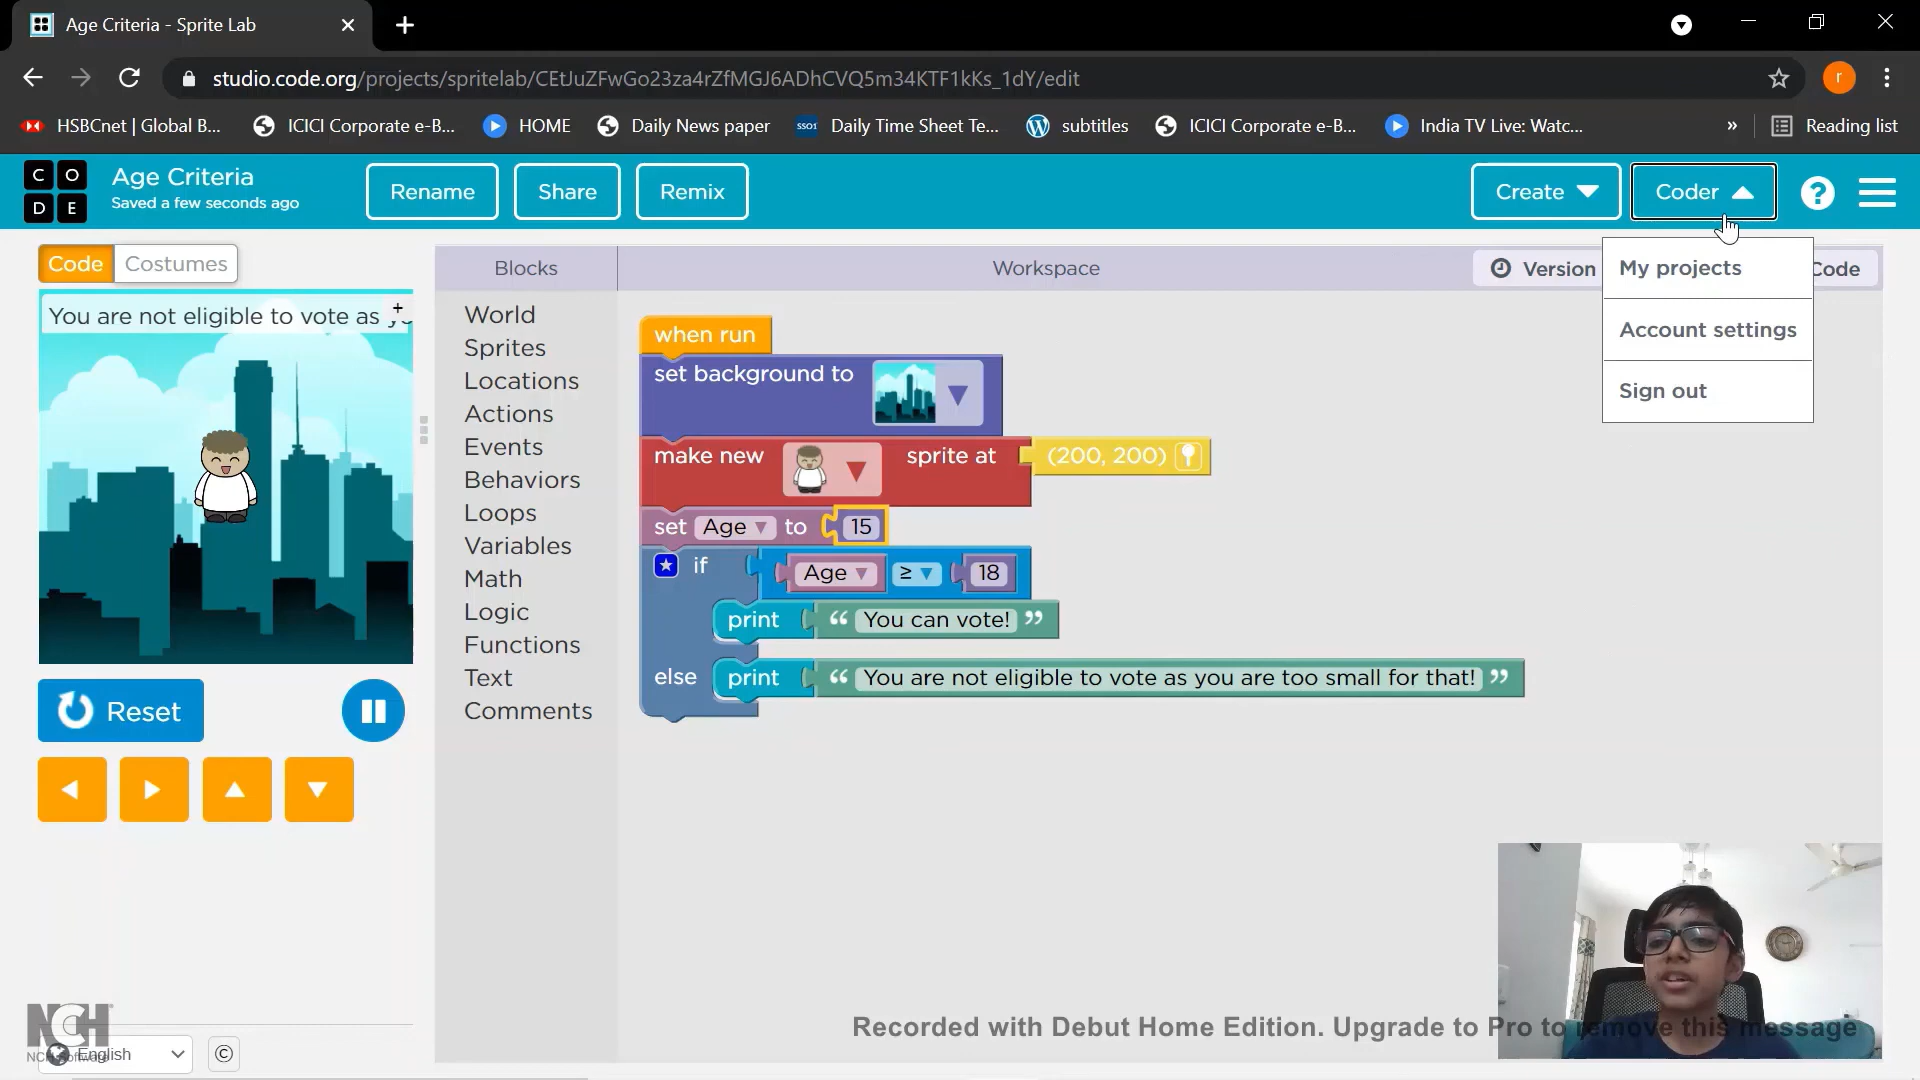 Age Criteria - Sprite Lab
studio.code.org/projects/spritelab/CEtJuZFwGo23za4rZfMGJ6ADhCVQ5m34KTF1kKs_1dY/edit
r
HSBCnet | Global B...
ICICI Corporate e-B...
HOME
Daily News paper
SSO1
Daily Time Sheet Te...
subtitles
ICICI Corporate e-B...
India TV Live: Watc...
»
Reading list
C O
D E
Age Criteria
Saved a few seconds ago
Rename
Share
Remix
Create
Coder
?
My projects
Account settings
Sign out
Code
Costumes
Blocks
Workspace
Version
Code
You are not eligible to vote as yo
World
Sprites
Locations
Actions
Events
Behaviors
Loops
Variables
Math
Logic
Functions
Text
Comments
when run
set background to
make new sprite at (200, 200)
set Age to 15
if Age ≥ 18
print “ You can vote! ”
else print “ You are not eligible to vote as you are too small for that! ”
Reset
NCH
NCH Software
English
©
Recorded with Debut Home Edition. Upgrade to Pro to remove this message